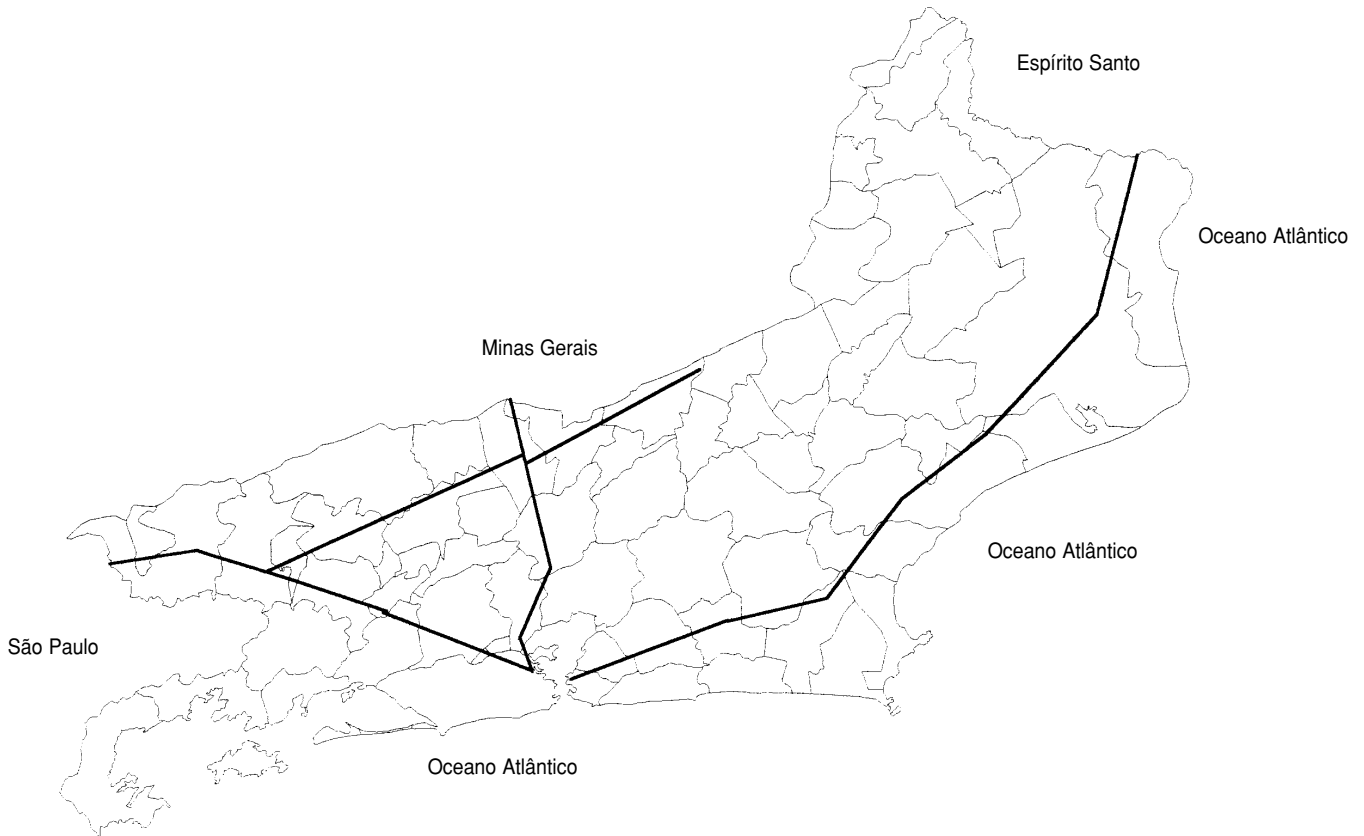 Espírito Santo
Oceano Atlântico
Minas Gerais
Oceano Atlântico
São Paulo
Oceano Atlântico